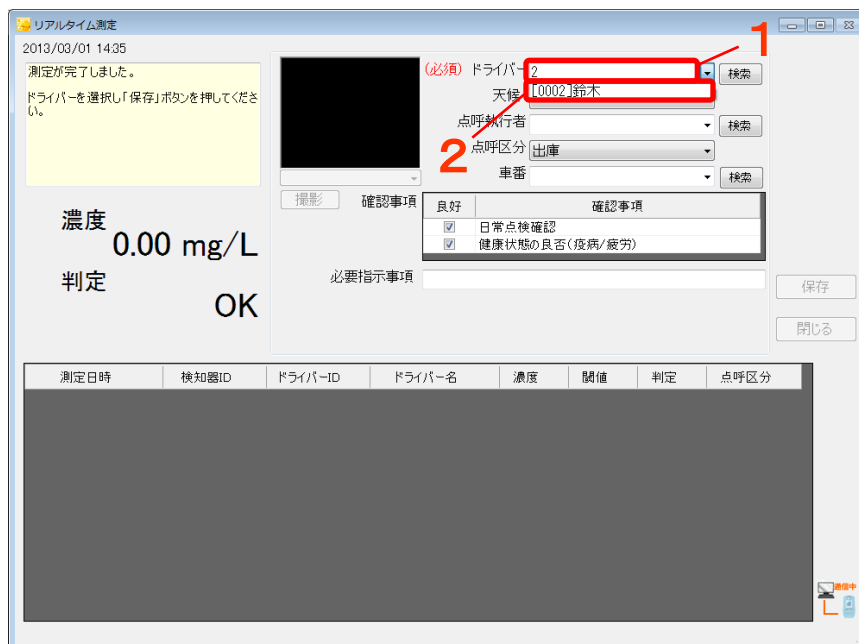 リアルタイム測定
2013/03/01 14:35
測定が完了しました。
ドライバーを選択し「保存」ボタンを押してください。
濃度
0.00 mg/L
判定
OK
1
(必須) ドライバー 2 検索
[0002]鈴木
2
天候
点呼執行者 検索
点呼区分 出庫
車番 検索
撮影
確認事項
良好 確認事項
日常点検確認
健康状態の良否(疫病/疲労)
必要指示事項
保存
閉じる
測定日時 検知器ID ドライバーID ドライバー名 濃度 閾値 判定 点呼区分
通信中